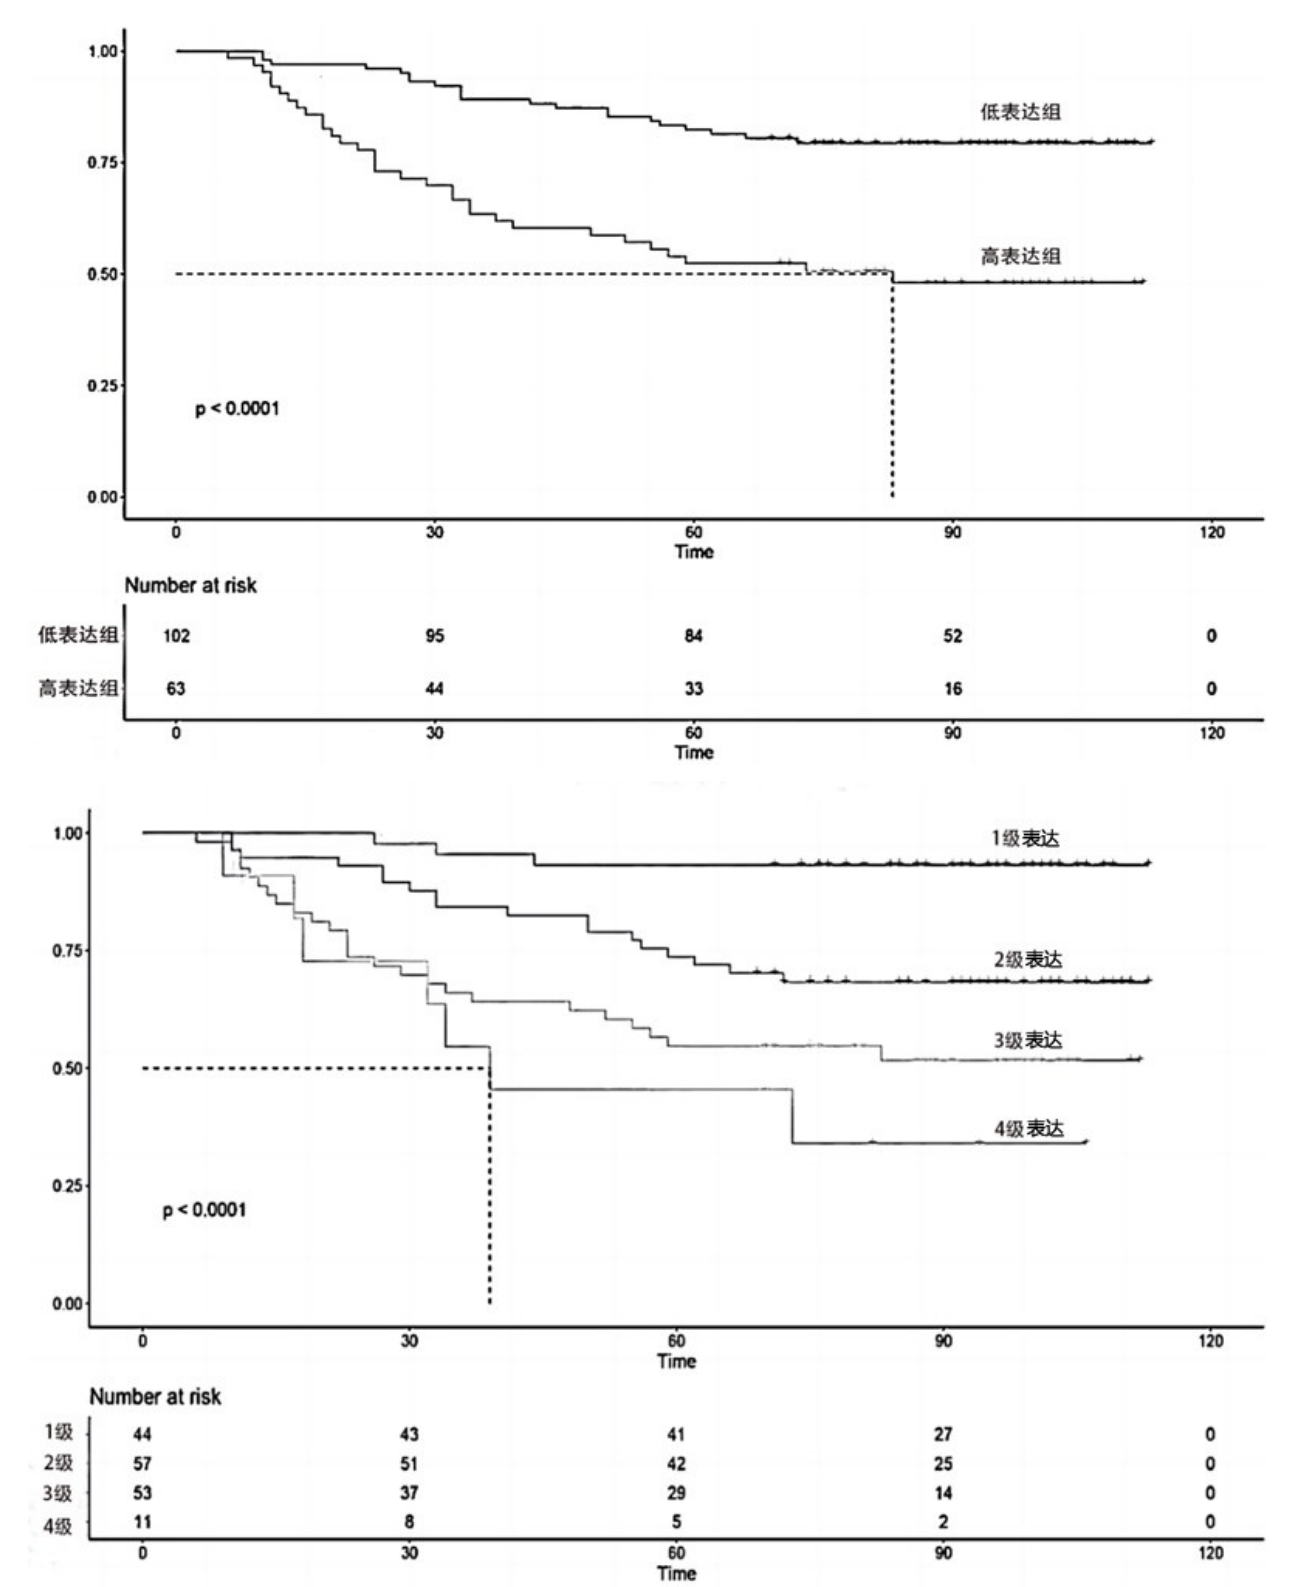 1.00
低表达组
0.75
高表达组
0.50
0.25
p < 0.0001
0.00
0 30 60 90 120
Time
Number at risk
低表达组 102 95 84 52 0
高表达组 63 44 33 16 0
0 30 60 90 120
Time
1.00
1级表达
0.75
2级表达
3级表达
0.50
4级表达
0.25
p < 0.0001
0.00
0 30 60 90 120
Time
Number at risk
1级 44 43 41 27 0
2级 57 51 42 25 0
3级 53 37 29 14 0
4级 11 8 5 2 0
0 30 60 90 120
Time